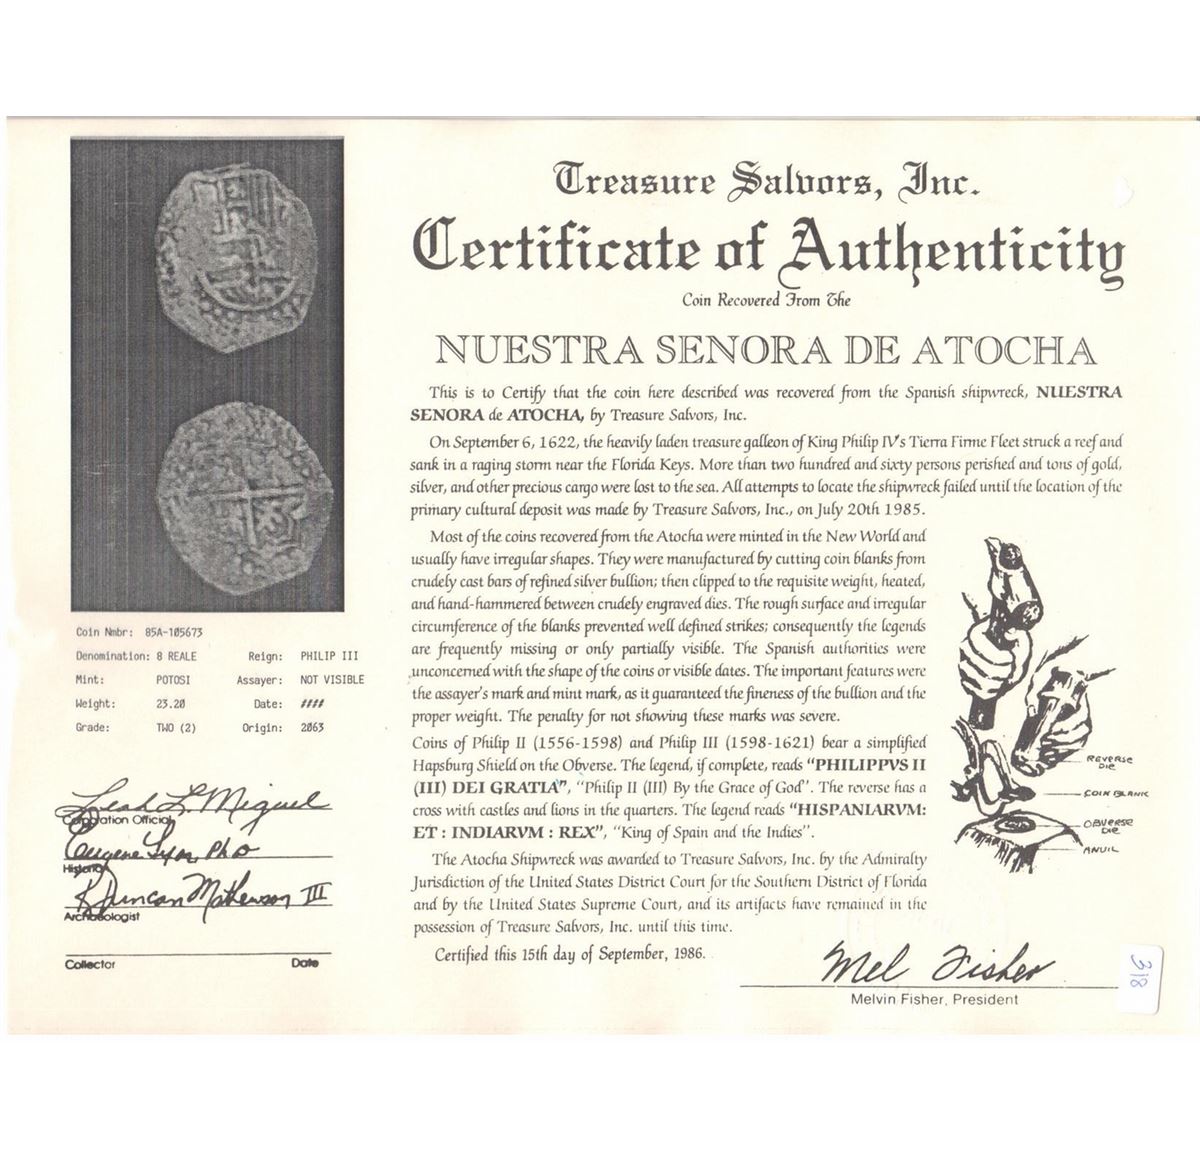 Treasure Salvors, Inc.
Certificate of Authenticity
Coin Recovered From The
NUESTRA SENORA DE ATOCHA
This is to Certify that the coin here described was recovered from the Spanish shipwreck, NUESTRA
SENORA de ATOCHA, by Treasure Salvors, Inc.
On September 6, 1622, the heavily laden treasure galleon of King Philip IV's Tierra Firme Fleet struck a reef and
sank in a raging storm near the Florida Keys. More than two hundred and sixty persons perished and tons of gold,
silver, and other precious cargo were lost to the sea. All attempts to locate the shipwreck failed until the location of the
primary cultural deposit was made by Treasure Salvors, Inc., on July 20th 1985.
Most of the coins recovered from the Atocha were minted in the New World and
usually have irregular shapes. They were manufactured by cutting coin blanks from
crudely cast bars of refined silver bullion; then clipped to the requisite weight, heated,
and hand-hammered between crudely engraved dies. The rough surface and irregular
circumference of the blanks prevented well defined strikes; consequently the legends
are frequently missing or only partially visible. The Spanish authorities were
unconcerned with the shape of the coins or visible dates. The important features were
the assayer's mark and mint mark, as it guaranteed the fineness of the bullion and the
proper weight. The penalty for not showing these marks was severe.
Coins of Philip II (1556-1598) and Philip III (1598-1621) bear a simplified
Hapsburg Shield on the Obverse. The legend, if complete, reads "PHILIPPVS II
(III) DEI GRATIA", "Philip II (III) By the Grace of God". The reverse has a
cross with castles and lions in the quarters. The legend reads "HISPANIARVM:
ET : INDIARVM : REX", "King of Spain and the Indies".
The Atocha Shipwreck was awarded to Treasure Salvors, Inc. by the Admiralty
Jurisdiction of the United States District Court for the Southern District of Florida
and by the United States Supreme Court, and its artifacts have remained in the
possession of Treasure Salvors, Inc. until this time.
Certified this 15th day of September, 1986.
Mel Fisher
Melvin Fisher, President
REVERSE
DIE
COIN BLANK
OBVERSE
DIE
ANVIL
318
Coin Nmbr: 85A-105673
Denomination: 8 REALE Reign: PHILIP III
Mint: POTOSI Assayer: NOT VISIBLE
Weight: 23.20 Date: ####
Grade: TWO (2) Origin: 2063
Leah L. Miguel
Corporation Official
Eugene Lyon PhD
Historian
R Duncan Mathewson III
Archaeologist
Collector Date